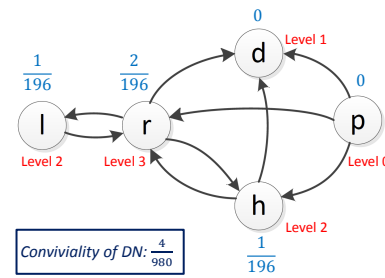 0
d
Level 1
1/196
2/196
0
l
r
p
Level 2
Level 3
Level 0
h
Level 2
1/196
Conviviality of DN: 4/980